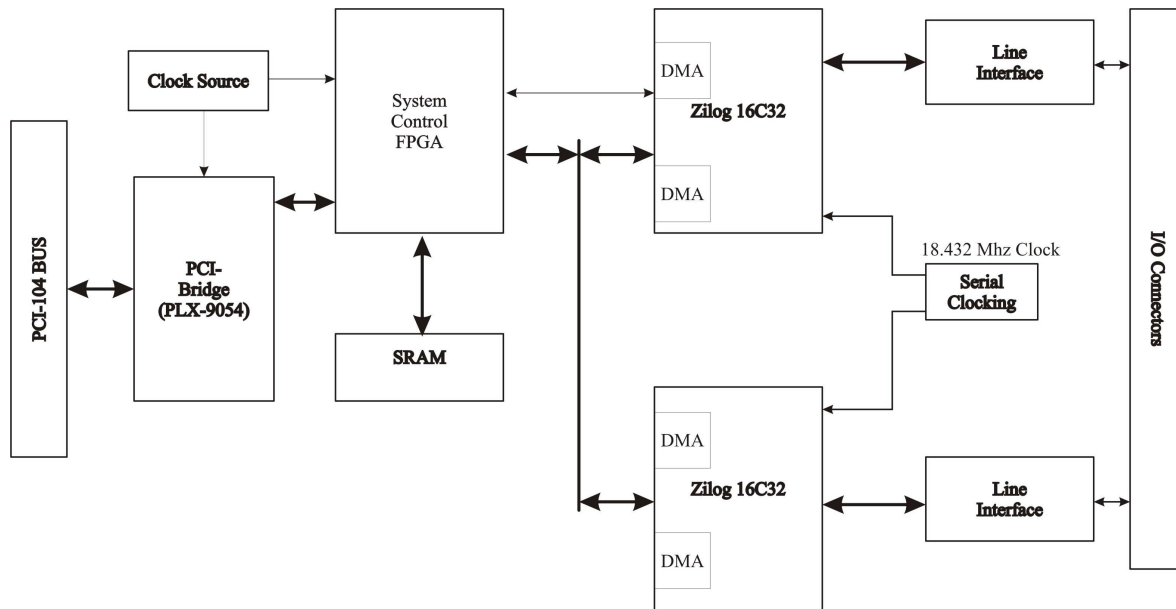 Clock Source
System
Control
FPGA
DMA
Zilog 16C32
DMA
Line
Interface
PCI-104 BUS
PCI-
Bridge
(PLX-9054)
SRAM
18.432 Mhz Clock
Serial
Clocking
I/O Connectors
DMA
Zilog 16C32
DMA
Line
Interface